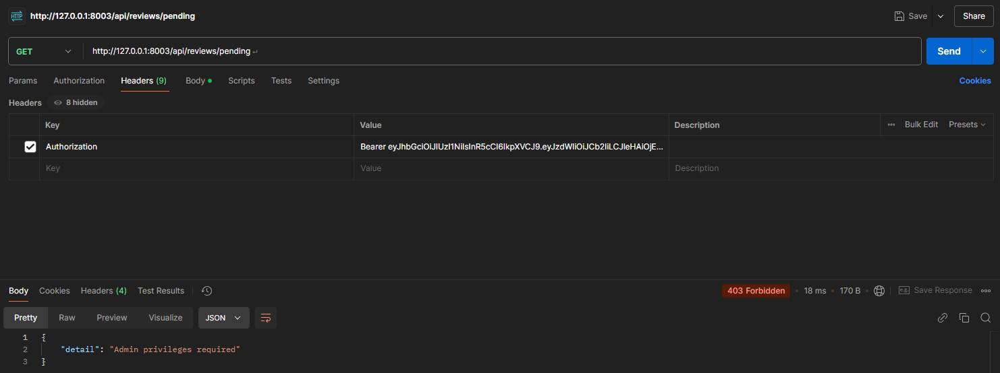 HTTP http://127.0.0.1:8003/api/reviews/pending Save Share
GET http://127.0.0.1:8003/api/reviews/pending Send
Params Authorization Headers (9) Body Scripts Tests Settings Cookies
Headers 8 hidden
Key Value Description Bulk Edit Presets
Authorization Bearer eyJhbGciOiJIUzI1NiIsInR5cCI6IkpXVCJ9.eyJzdWIiOiJCb2IiLCJleHAiOjE...
Key Value Description
Body Cookies Headers (4) Test Results 403 Forbidden 18 ms 170 B e.g. Save Response
Pretty Raw Preview Visualize JSON
1 {
2 "detail": "Admin privileges required"
3 }